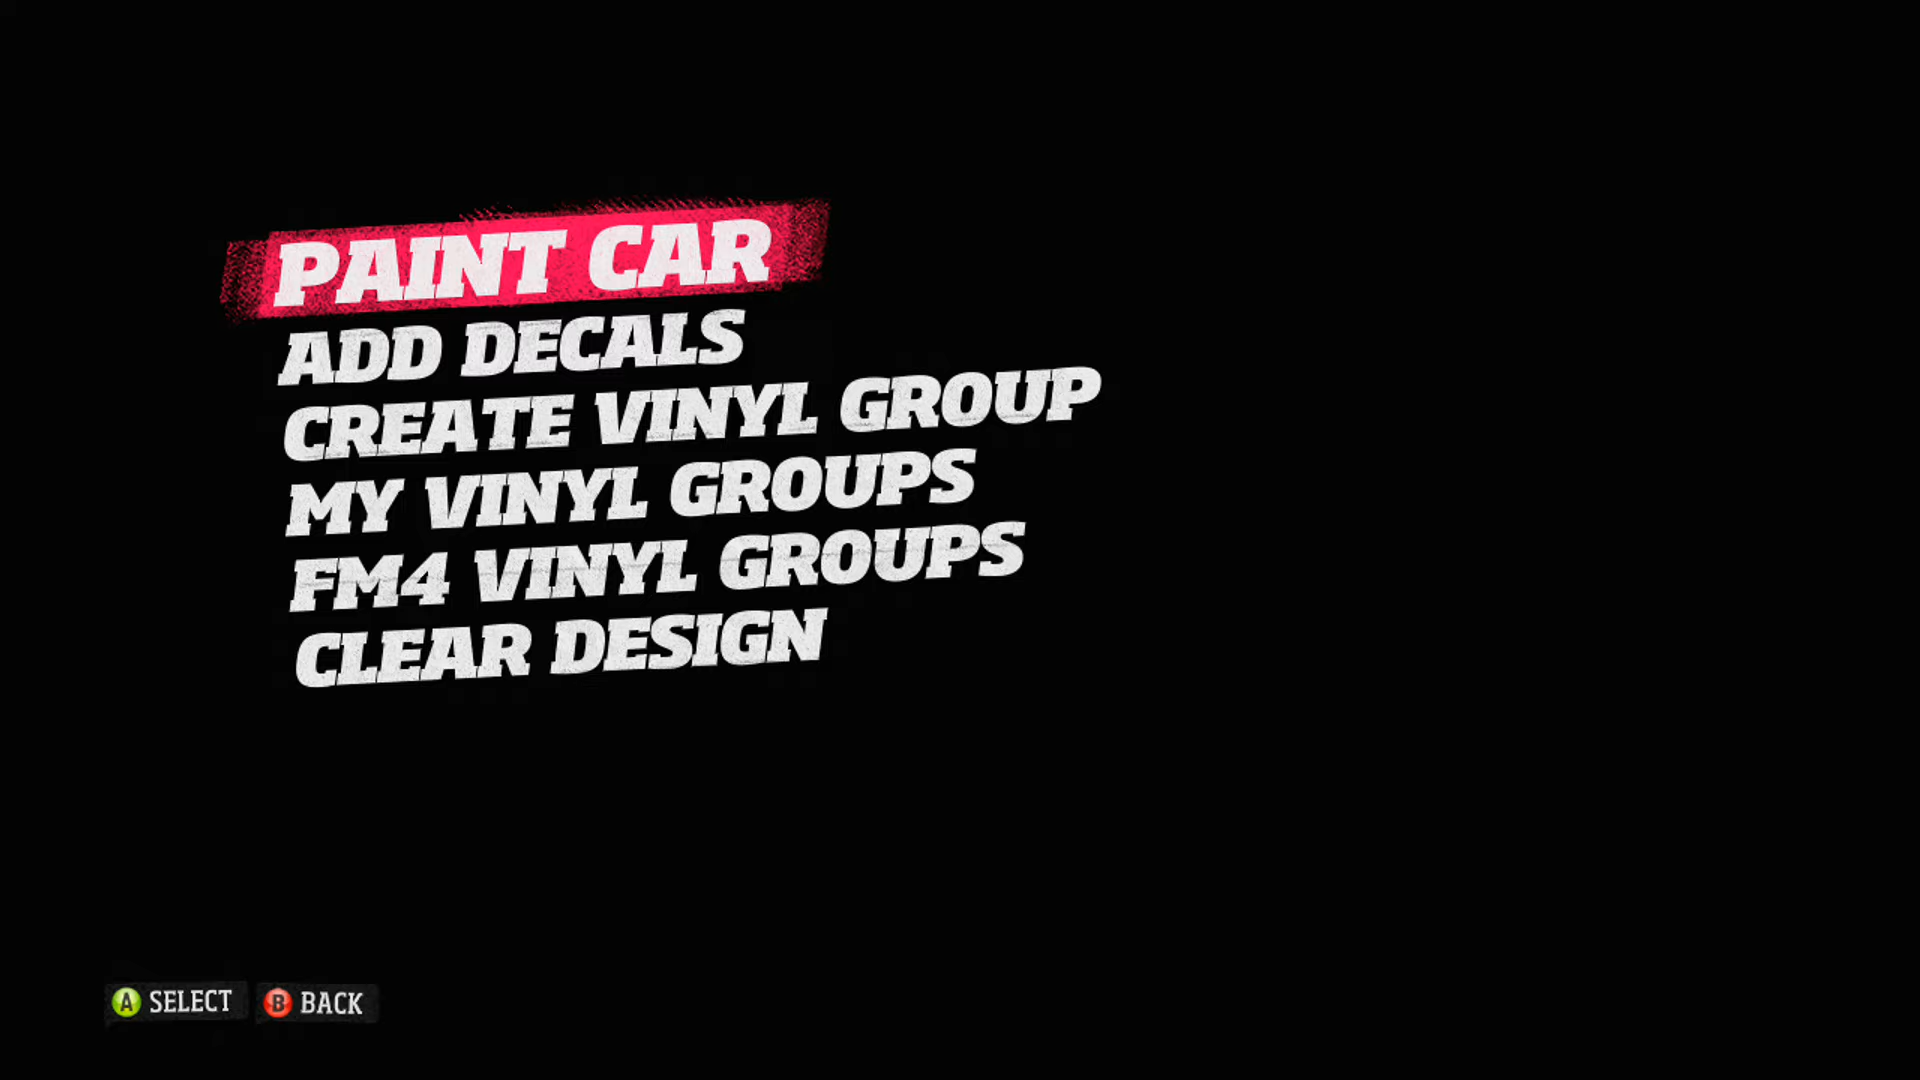 PAINT CAR
ADD DECALS
CREATE VINYL GROUP
MY VINYL GROUPS
FM4 VINYL GROUPS
CLEAR DESIGN
A SELECT B BACK